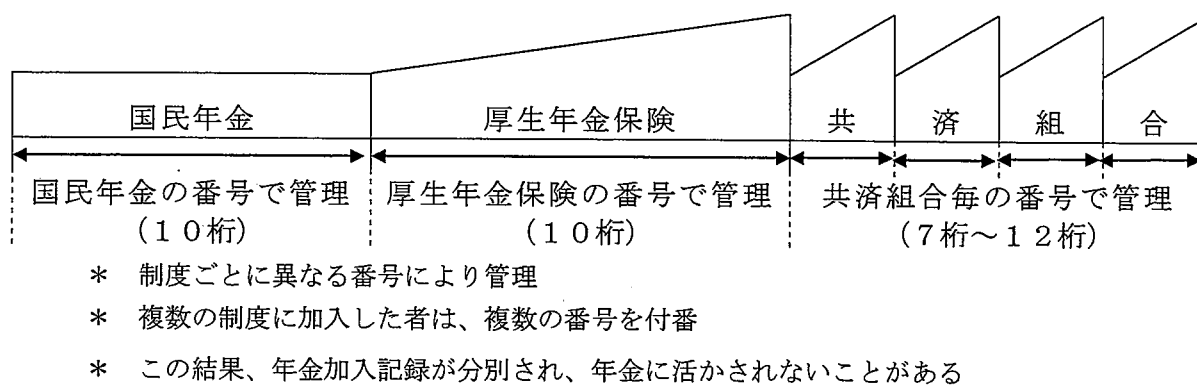 国民年金 厚生年金保険 共 済 組 合
国民年金の番号で管理 厚生年金保険の番号で管理 共済組合毎の番号で管理
(10桁) (10桁) (7桁~12桁)
* 制度ごとに異なる番号により管理
* 複数の制度に加入した者は、複数の番号を付番
* この結果、年金加入記録が分別され、年金に活かされないことがある